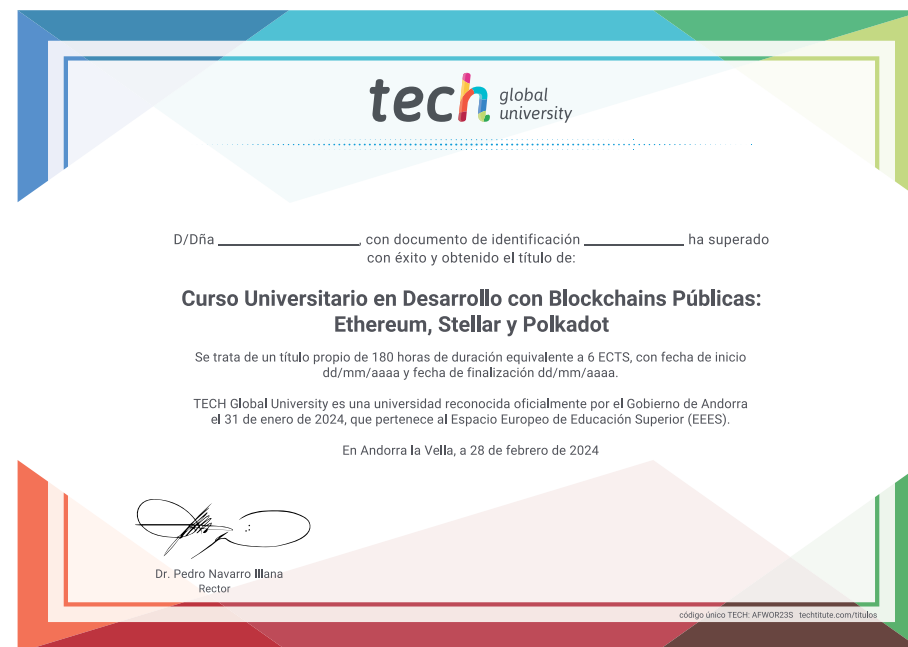 tech global university
D/Dña ____________________, con documento de identificación ______________ ha superado
con éxito y obtenido el título de:
Curso Universitario en Desarrollo con Blockchains Públicas:
Ethereum, Stellar y Polkadot
Se trata de un título propio de 180 horas de duración equivalente a 6 ECTS, con fecha de inicio
dd/mm/aaaa y fecha de finalización dd/mm/aaaa.
TECH Global University es una universidad reconocida oficialmente por el Gobierno de Andorra
el 31 de enero de 2024, que pertenece al Espacio Europeo de Educación Superior (EEES).
En Andorra la Vella, a 28 de febrero de 2024
Dr. Pedro Navarro Illana
Rector
código único TECH: AFWOR23S techtitute.com/titulos